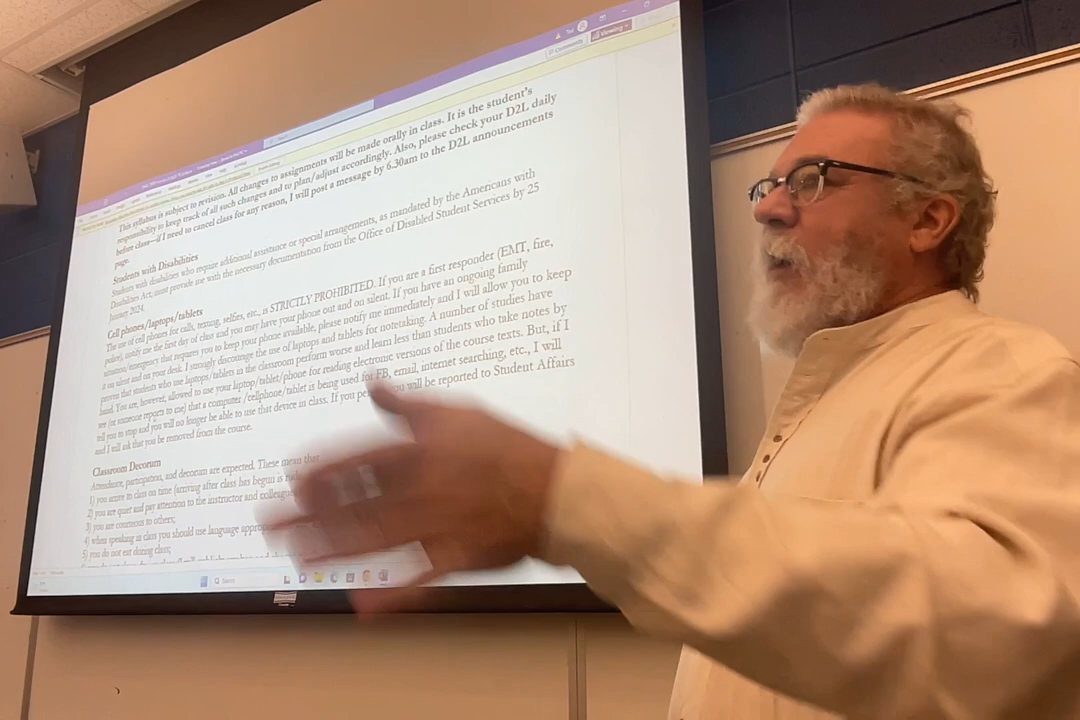 Comments
Viewing
This syllabus is subject to revision. All changes to assignments will be made orally in class. It is the student's
responsibility to keep track of all such changes and to plan/adjust accordingly. Also, please check your D2L daily
before class—if I need to cancel class for any reason, I will post a message by 6.30am to the D2L announcements
page.
Students with Disabilities
Students with disabilities who require additional assistance or special arrangements, as mandated by the Americans with
Disabilities Act, must provide me with the necessary documentation from the Office of Disabled Student Services by 25
January 2024.
Cell phones/laptops/tablets
The use of cell phones for calls, texting, selfies, etc., is STRICTLY PROHIBITED. If you are a first responder (EMT, fire,
police), notify me the first day of class and you may have your phone out and on silent. If you have an ongoing family
situation/emergency that requires you to keep your phone available, please notify me immediately and I will allow you to keep
it on silent and on your desk. I strongly discourage the use of laptops and tablets for notetaking. A number of studies have
proven that students who use laptops/tablets in the classroom perform worse and learn less than students who take notes by
hand. You are, however, allowed to use your laptop/tablet/phone for reading electronic versions of the course texts. But, if I
see (or someone reports to me) that a computer/cellphone/tablet is being used for FB, email, internet searching, etc., I will
tell you to stop and you will no longer be able to use that device in class. If you you will be reported to Student Affairs
and I will ask that you be removed from the course.
Classroom Decorum
Attendance, participation, and decorum are expected. These mean that
1) you arrive to class on time (arriving after class has begun is
2) you are quiet and pay attention to the instructor and
3) you are courteous to others;
4) when speaking in class you should use language
5) you do not eat during class;
Search